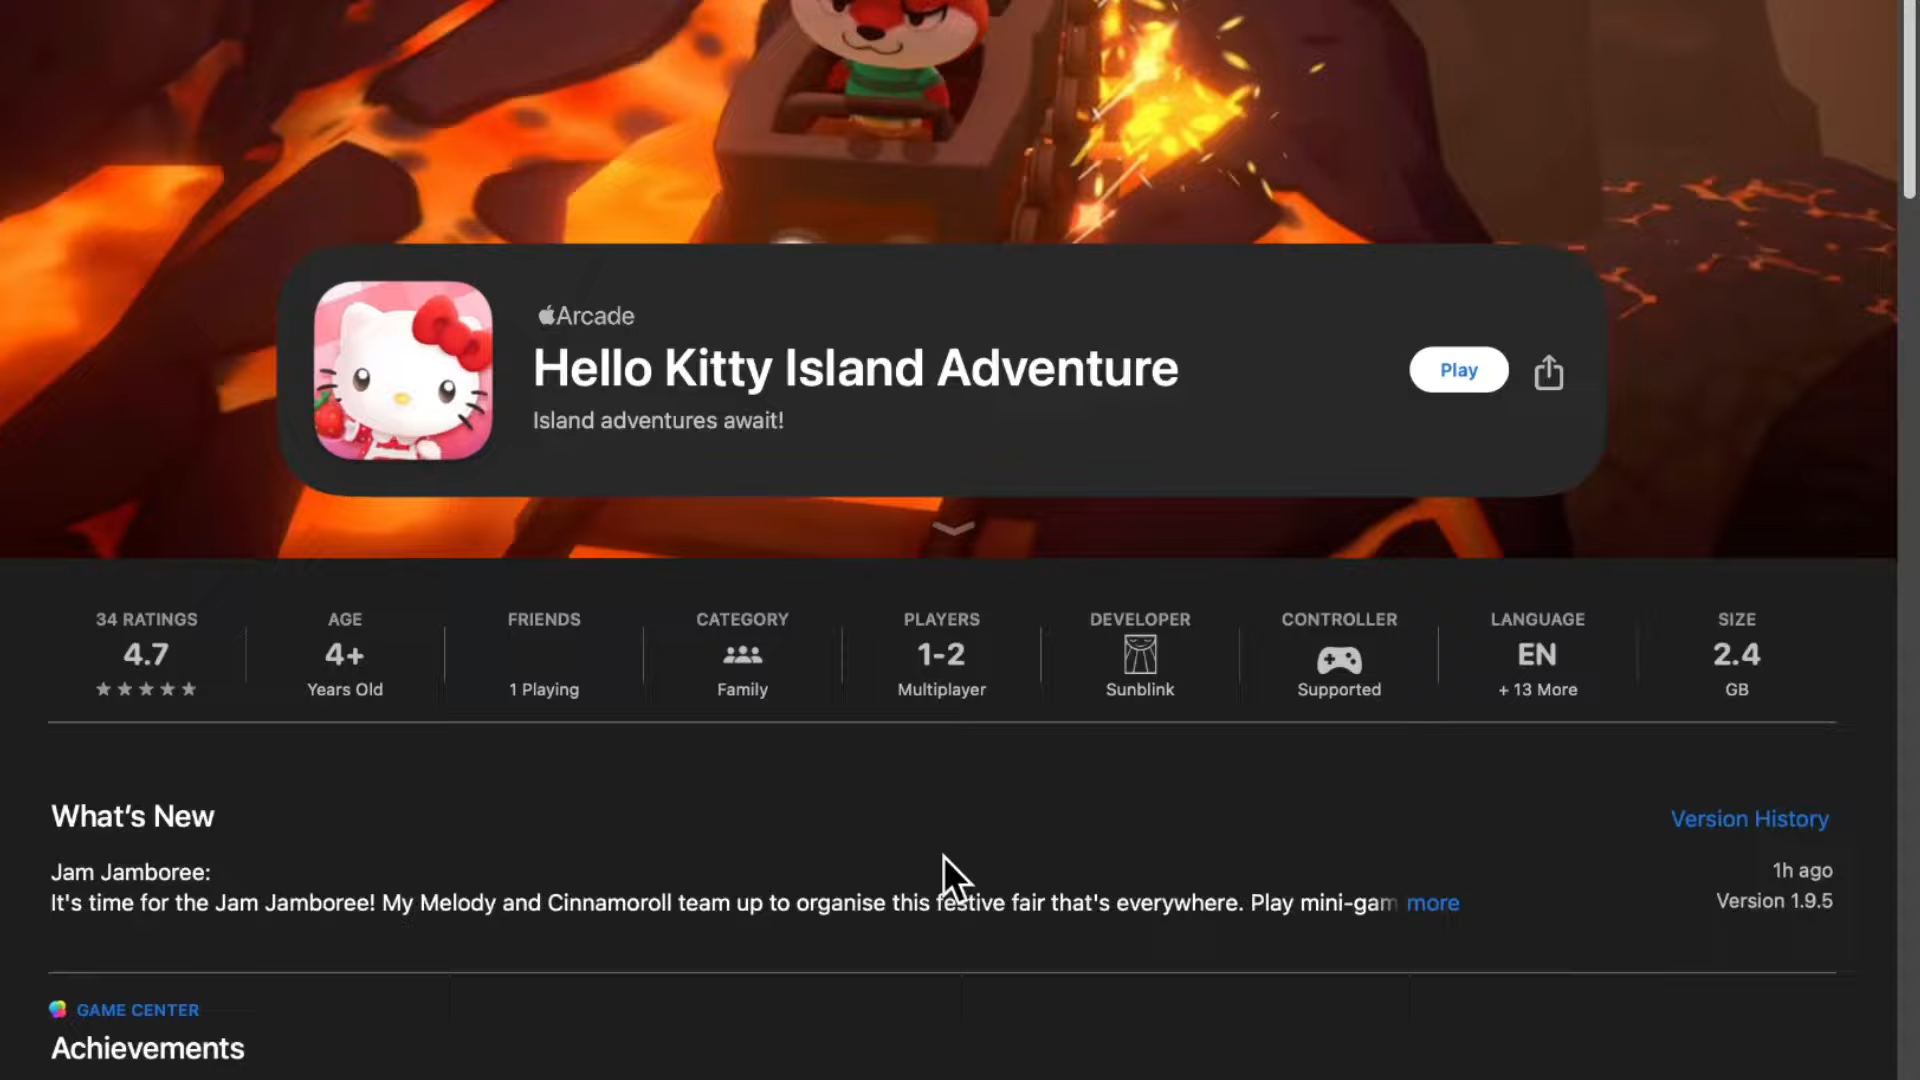 Arcade
Hello Kitty Island Adventure
Island adventures await!
Play
34 RATINGS
4.7
AGE
4+
Years Old
FRIENDS
1 Playing
CATEGORY
Family
PLAYERS
1-2
Multiplayer
DEVELOPER
Sunblink
CONTROLLER
Supported
LANGUAGE
EN
+ 13 More
SIZE
2.4
GB
What's New
Version History
Jam Jamboree:
1h ago
It's time for the Jam Jamboree! My Melody and Cinnamoroll team up to organise this festive fair that's everywhere. Play mini-gam more
Version 1.9.5
GAME CENTER
Achievements